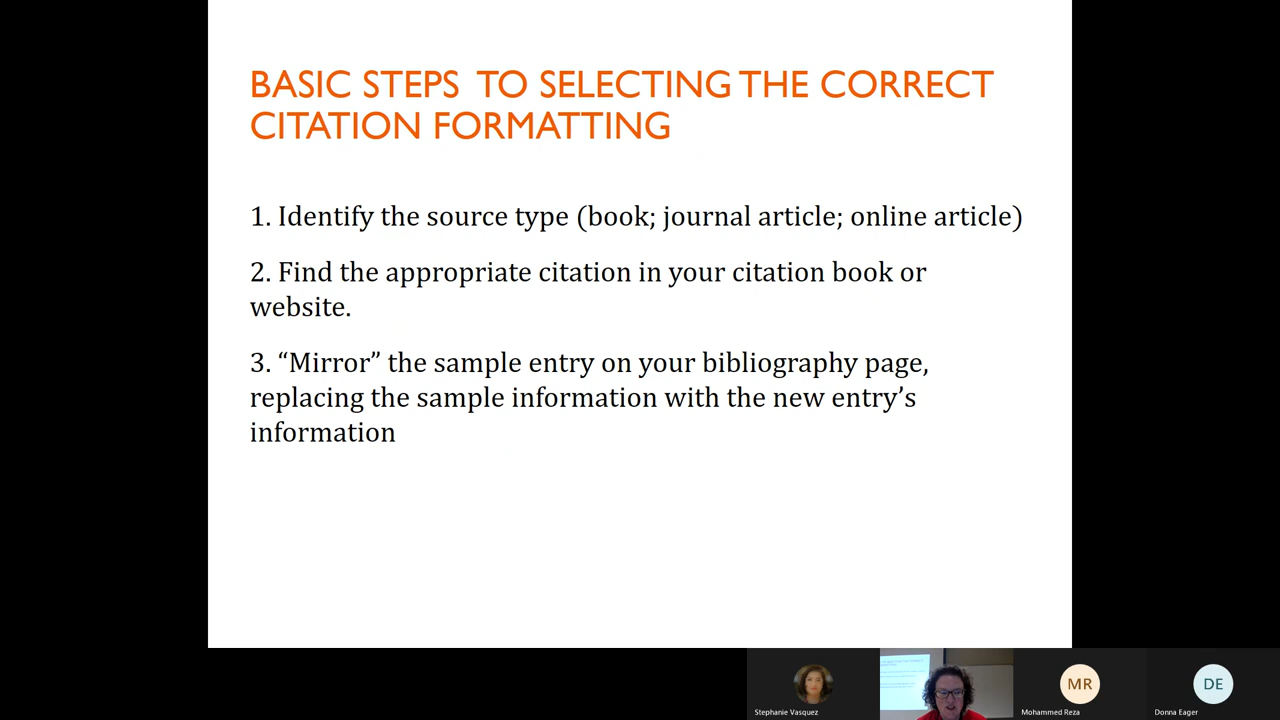 BASIC STEPS TO SELECTING THE CORRECT
CITATION FORMATTING
1. Identify the source type (book; journal article; online article)
2. Find the appropriate citation in your citation book or
website.
3. “Mirror” the sample entry on your bibliography page,
replacing the sample information with the new entry’s
information
MR
DE
Stephanie Vasquez
Mohammed Reza
Donna Eager